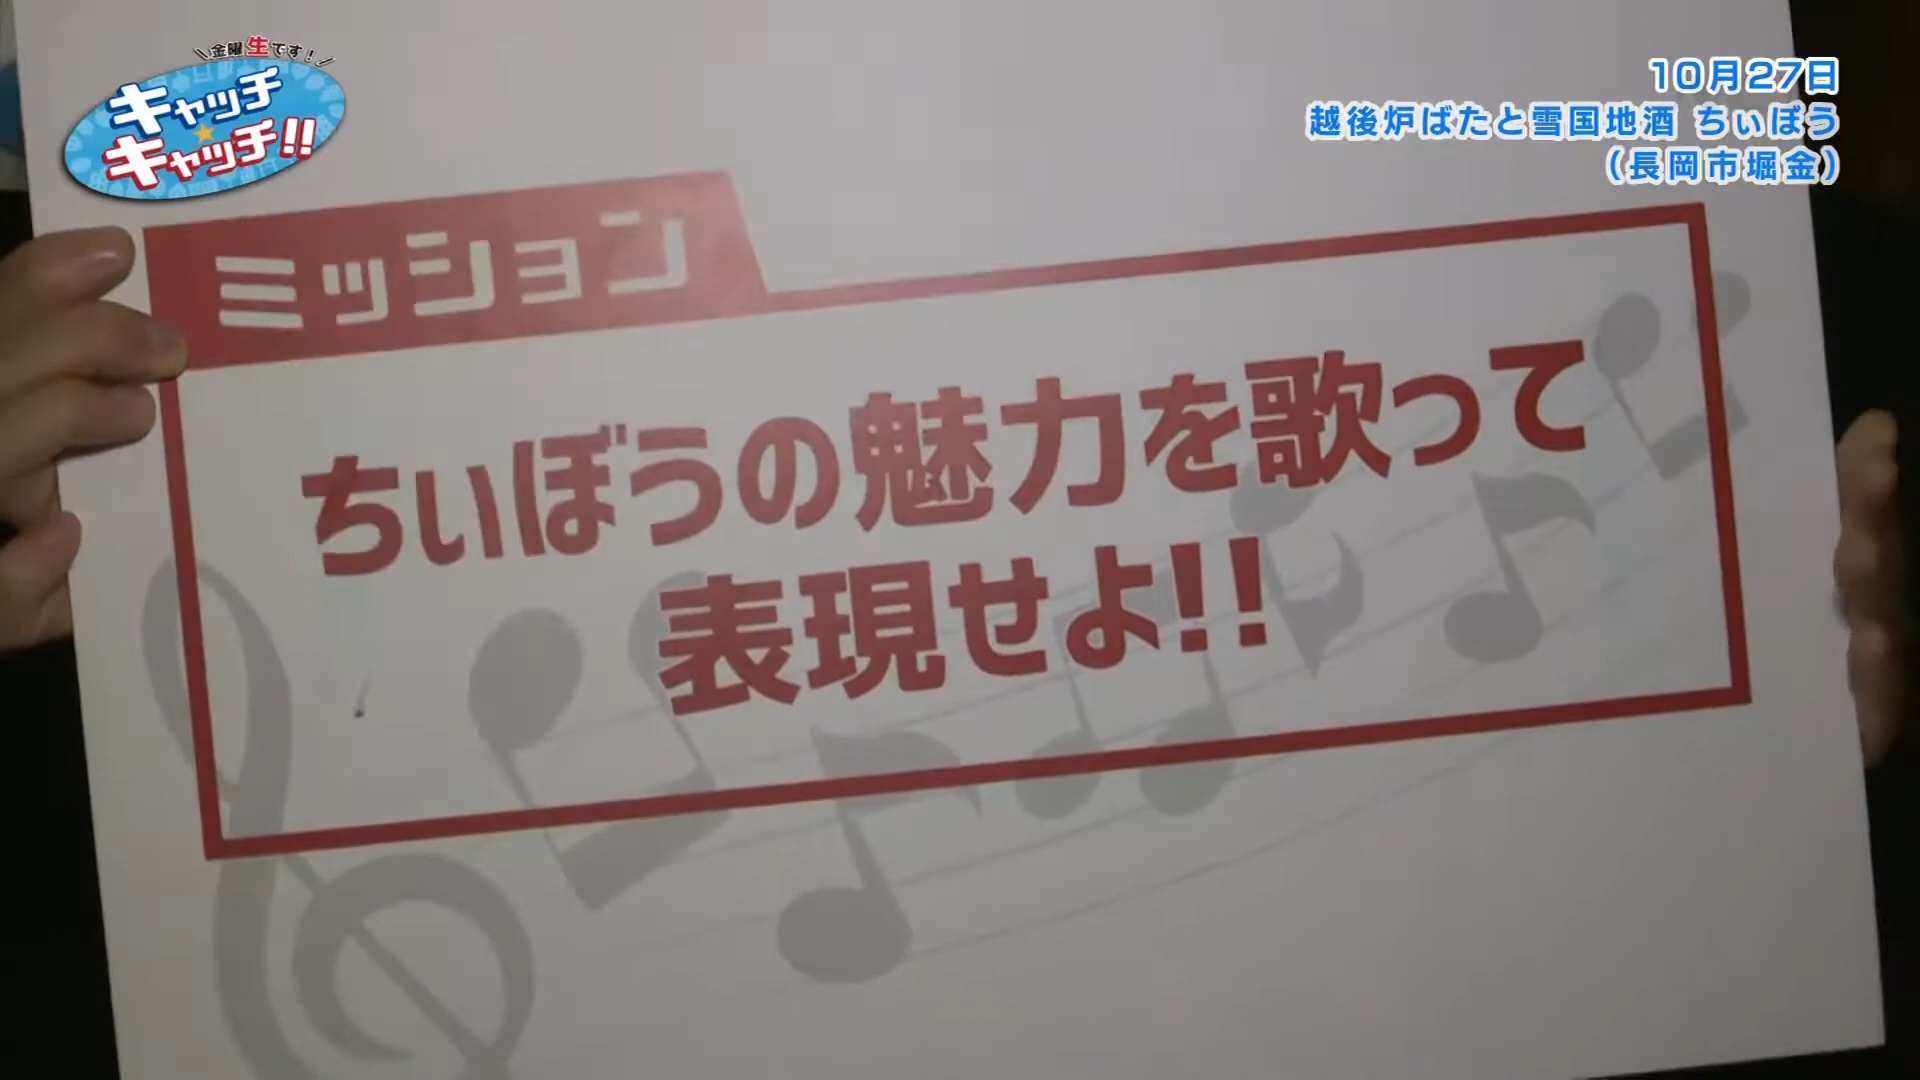 金曜生です!
キャッチ
キャッチ!!
10月27日
越後炉ばたと雪国地酒 ちぃぼう
(長岡市堀金)
ミッション
ちぃぼうの魅力を歌って
表現せよ!!